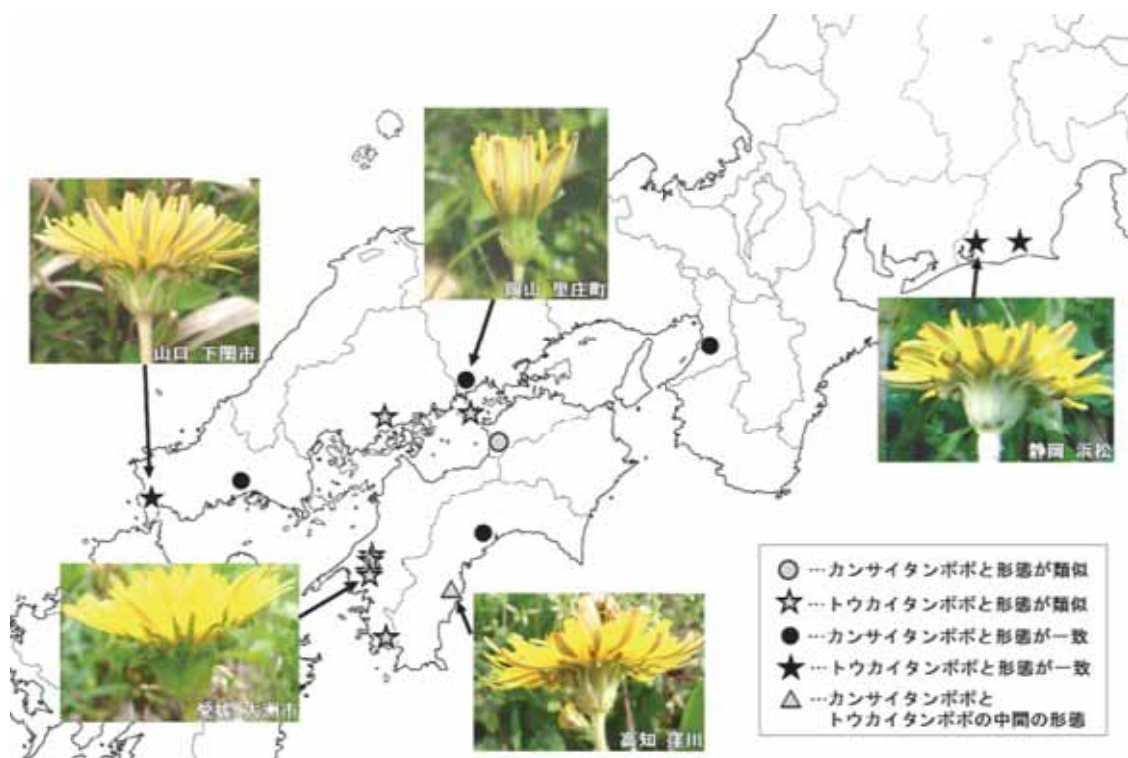 岡山 里庄町
山口 下関市
静岡 浜松
愛媛 大洲市
高知 窪川
…カンサイタンポポと形態が類似
…トウカイタンポポと形態が類似
…カンサイタンポポと形態が一致
…トウカイタンポポと形態が一致
…カンサイタンポポと
トウカイタンポポの中間の形態